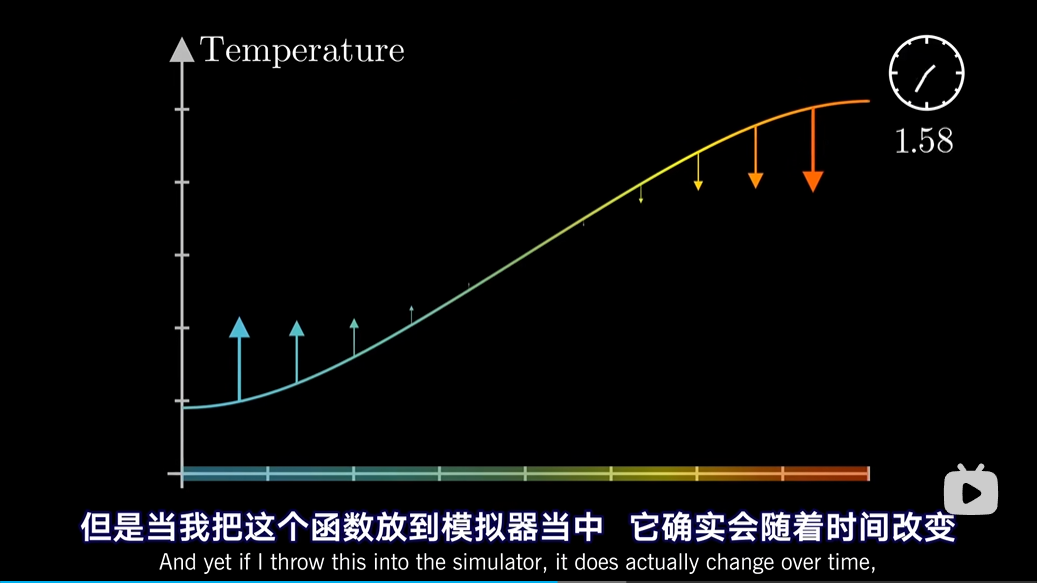 Temperature
1.58
但是当我把这个函数放到模拟器当中 它确实会随着时间改变
And yet if I throw this into the simulator, it does actually change over time,